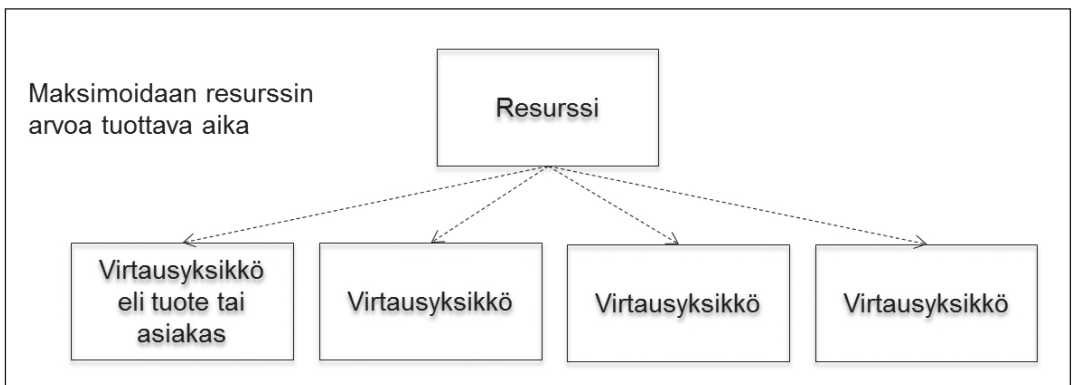 Maksimoidaan resurssin
arvoa tuottava aika
Resurssi
Virtausyksikkö
eli tuote tai
asiakas
Virtausyksikkö
Virtausyksikkö
Virtausyksikkö